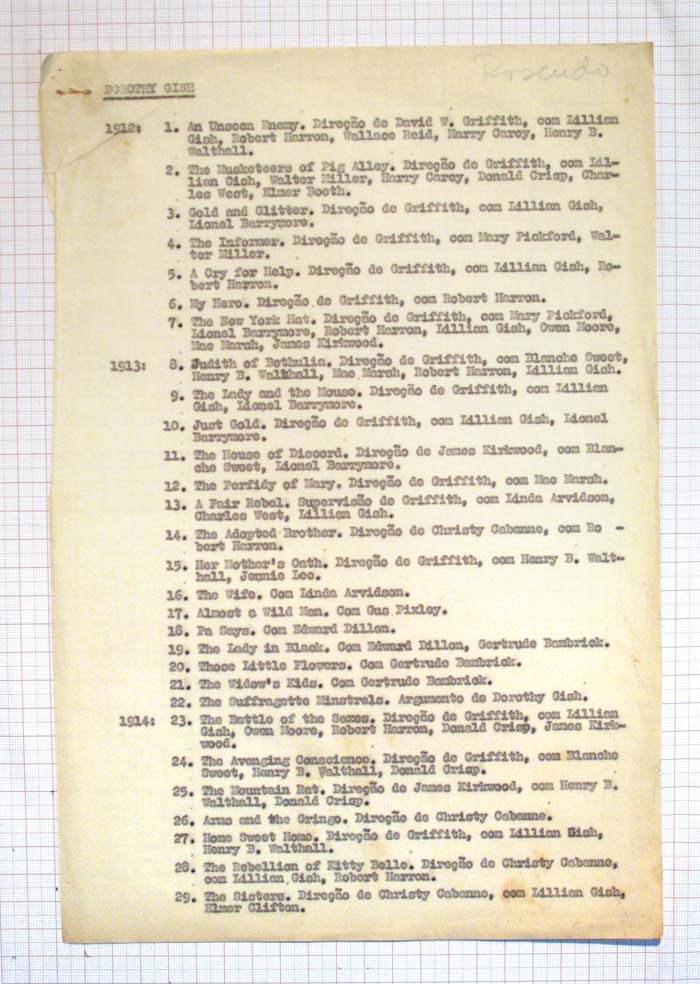 Rosendo
DOROTHY GISH
1912: 1. An Unseen Enemy. Direção de David W. Griffith, com Lillian
Gish, Robert Harron, Wallace Reid, Harry Carey, Henry B.
Walthall.
2. The Musketeers of Pig Alley. Direção de Griffith, com Lil-
lian Gish, Walter Miller, Harry Carey, Donald Crisp, Char-
les West, Elmer Booth.
3. Gold and Glitter. Direção de Griffith, com Lillian Gish,
Lionel Barrymore.
4. The Informer. Direção de Griffith, com Mary Pickford, Wal-
ter Miller.
5. A Cry for Help. Direção de Griffith, com Lillian Gish, Ro-
bert Harron.
6. My Hero. Direção de Griffith, com Robert Harron.
7. The New York Hat. Direção de Griffith, com Mary Pickford,
Lionel Barrymore, Robert Harron, Lillian Gish, Owen Moore,
Mae Marsh, James Kirkwood.
1913: 8. Judith of Bethulia. Direção de Griffith, com Blanche Sweet,
Henry B. Walthall, Mae Marsh, Robert Harron, Lillian Gish.
9. The Lady and the Mouse. Direção de Griffith, com Lillian
Gish, Lionel Barrymore.
10. Just Gold. Direção de Griffith, com Lillian Gish, Lionel
Barrymore.
11. The House of Discord. Direção de James Kirkwood, com Blan-
che Sweet, Lionel Barrymore.
12. The Perfidy of Mary. Direção de Griffith, com Mae Marsh.
13. A Fair Rebel. Supervisão de Griffith, com Linda Arvidson,
Charles West, Lillian Gish.
14. The Adopted Brother. Direção de Christy Cabanne, com Ro -
bert Harron.
15. Her Mother's Oath. Direção de Griffith, com Henry B. Walt-
hall, Jennie Lee.
16. The Wife. Com Linda Arvidson.
17. Almost a Wild Man. Com Gus Pixley.
18. Pa Says. Com Edward Dillon.
19. The Lady in Black. Com Edward Dillon, Gertrude Bambrick.
20. Those Little Flowers. Com Gertrude Bambrick.
21. The Widow's Kids. Com Gertrude Bambrick.
22. The Suffragette Minstrels. Argumento de Dorothy Gish.
1914: 23. The Battle of the Sexes. Direção de Griffith, com Lillian
Gish, Owen Moore, Robert Harron, Donald Crisp, James Kirk-
wood.
24. The Avenging Conscience. Direção de Griffith, com Blanche
Sweet, Henry B. Walthall, Donald Crisp.
25. The Mountain Rat. Direção de James Kirkwood, com Henry B.
Walthall, Donald Crisp.
26. Arms and the Gringo. Direção de Christy Cabanne.
27. Home Sweet Home. Direção de Griffith, com Lillian Gish,
Henry B. Walthall.
28. The Rebellion of Kitty Belle. Direção de Christy Cabanne,
com Lillian Gish, Robert Harron.
29. The Sisters. Direção de Christy Cabanne, com Lillian Gish,
Elmer Clifton.